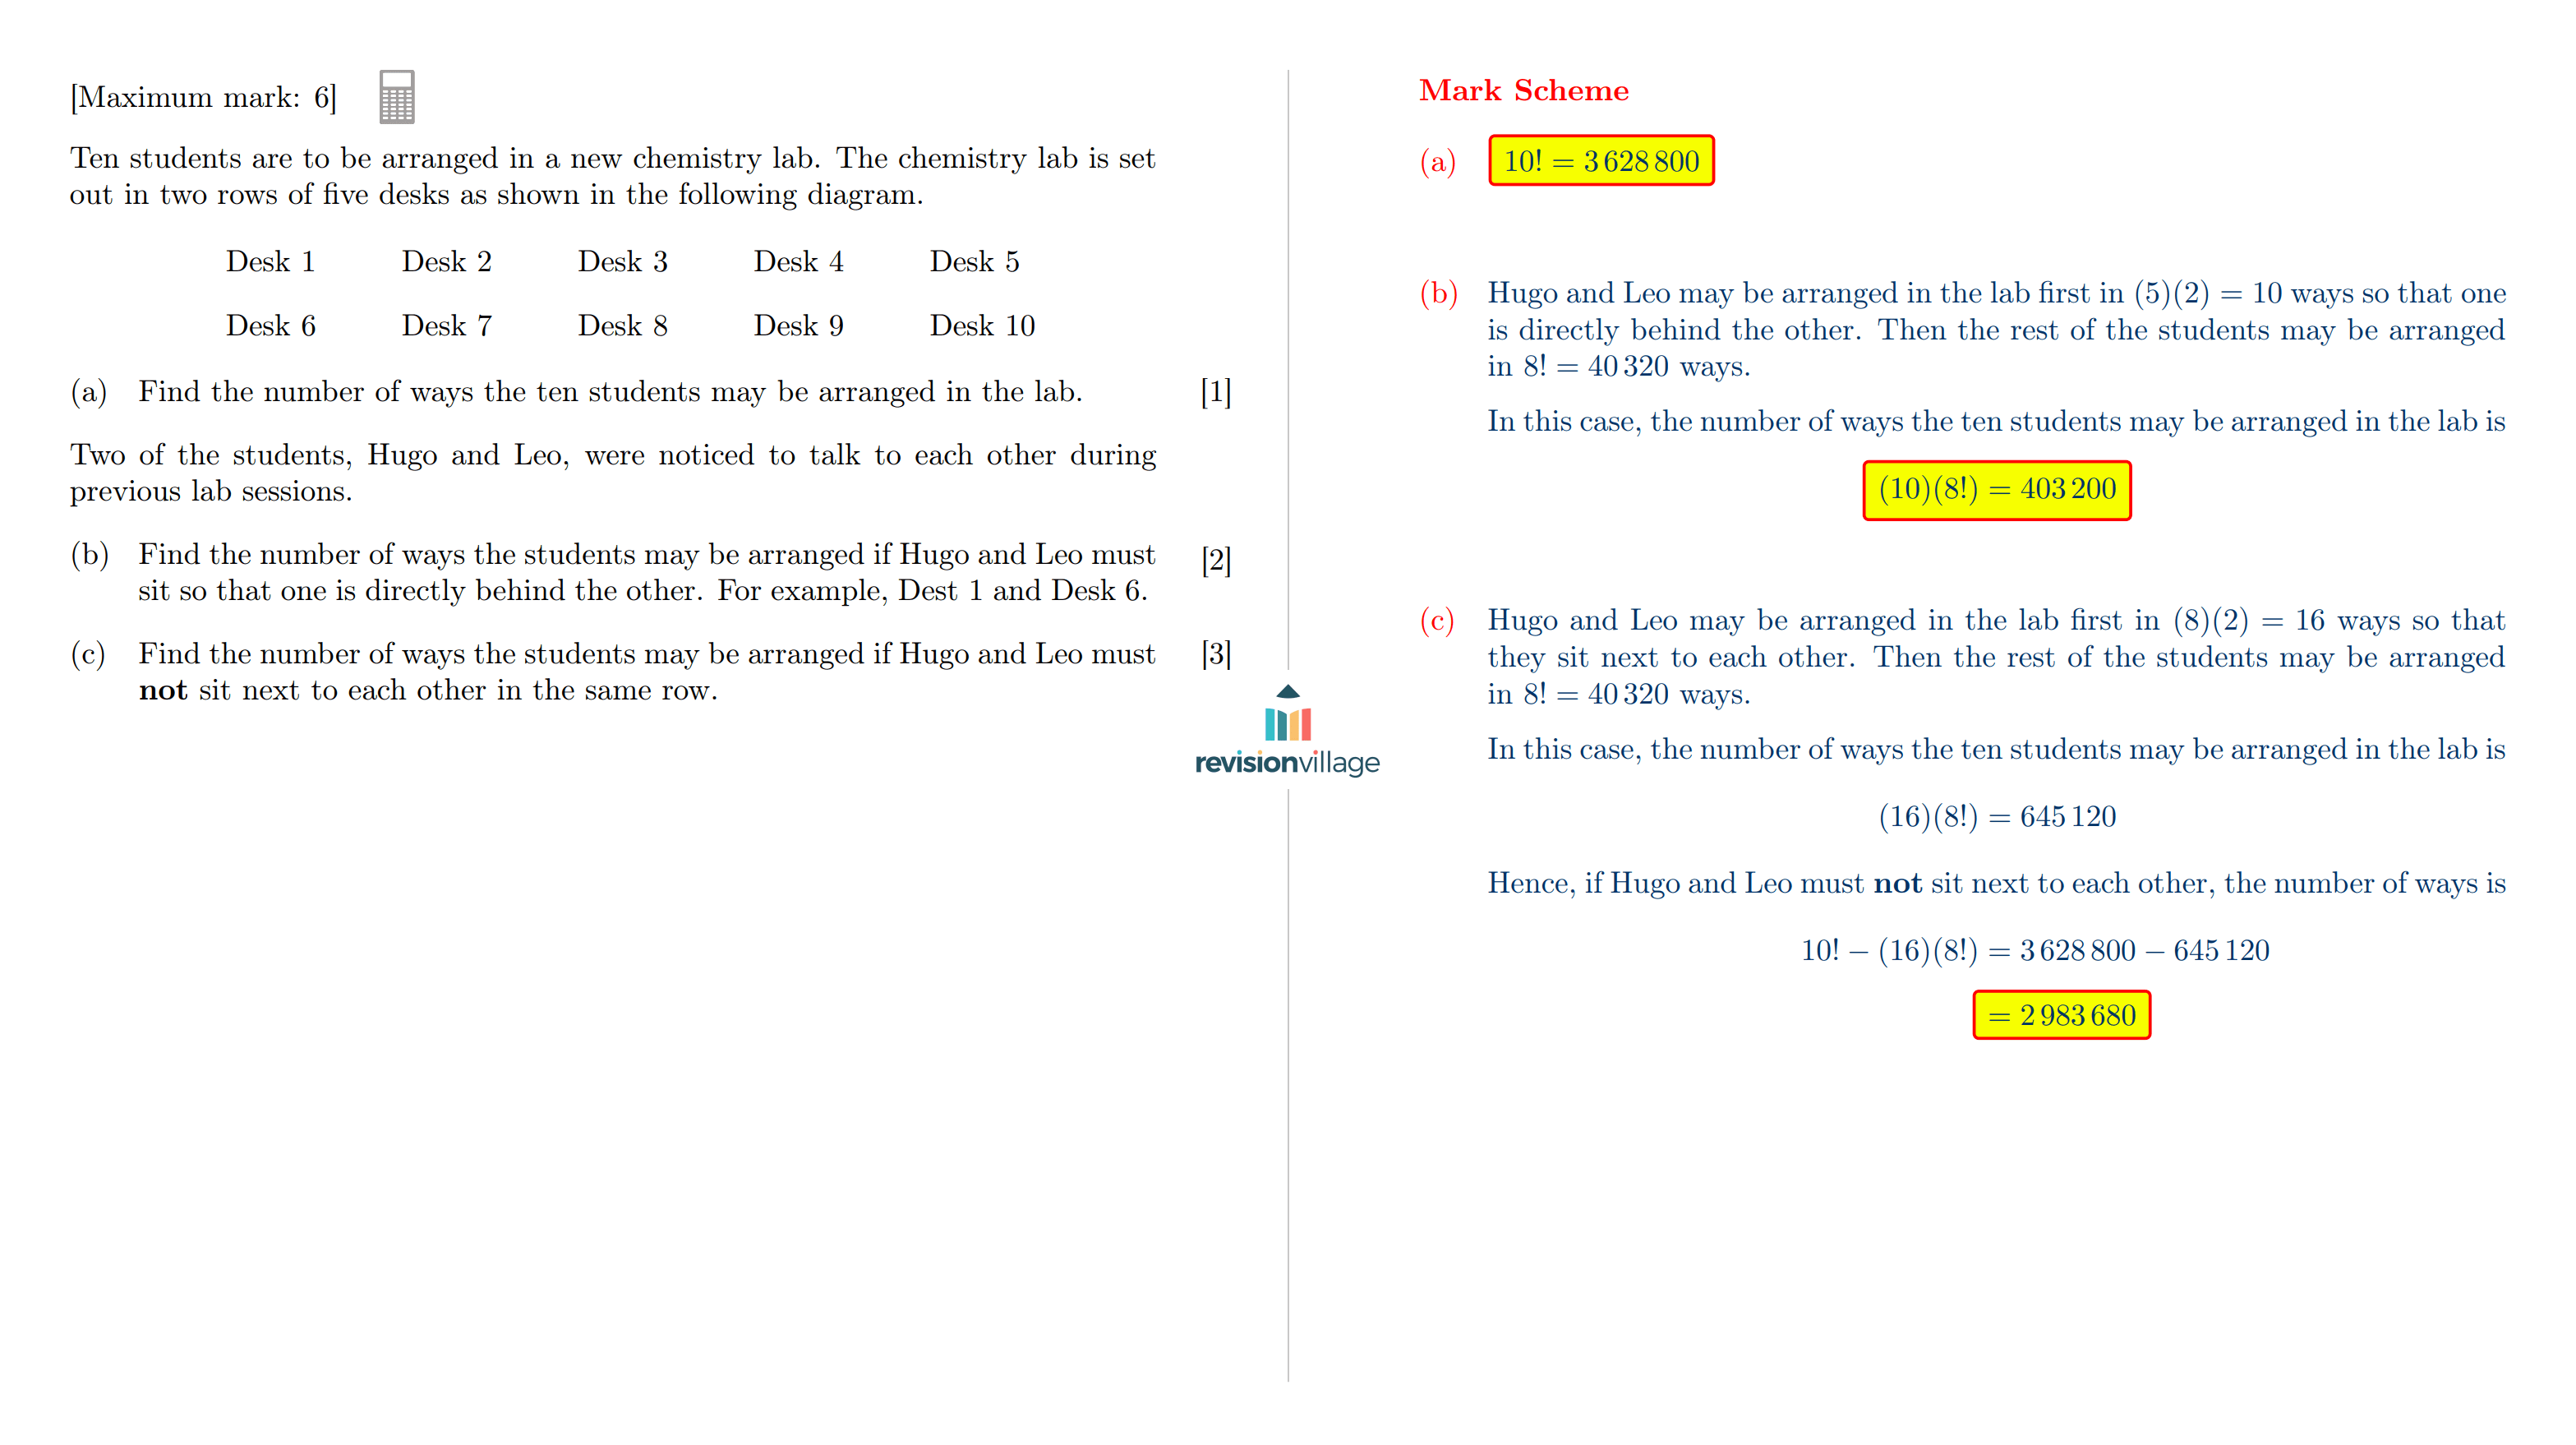 [Maximum mark: 6]
Ten students are to be arranged in a new chemistry lab. The chemistry lab is set
out in two rows of five desks as shown in the following diagram.
Desk 1 Desk 2 Desk 3 Desk 4 Desk 5
Desk 6 Desk 7 Desk 8 Desk 9 Desk 10
(a) Find the number of ways the ten students may be arranged in the lab. [1]
Two of the students, Hugo and Leo, were noticed to talk to each other during
previous lab sessions.
(b) Find the number of ways the students may be arranged if Hugo and Leo must [2]
sit so that one is directly behind the other. For example, Dest 1 and Desk 6.
(c) Find the number of ways the students may be arranged if Hugo and Leo must [3]
not sit next to each other in the same row.
revisionvillage
Mark Scheme
(a) 10! = 3 628 800
(b) Hugo and Leo may be arranged in the lab first in (5)(2) = 10 ways so that one
is directly behind the other. Then the rest of the students may be arranged
in 8! = 40 320 ways.
In this case, the number of ways the ten students may be arranged in the lab is
(10)(8!) = 403 200
(c) Hugo and Leo may be arranged in the lab first in (8)(2) = 16 ways so that
they sit next to each other. Then the rest of the students may be arranged
in 8! = 40 320 ways.
In this case, the number of ways the ten students may be arranged in the lab is
(16)(8!) = 645 120
Hence, if Hugo and Leo must not sit next to each other, the number of ways is
10! − (16)(8!) = 3 628 800 − 645 120
= 2 983 680